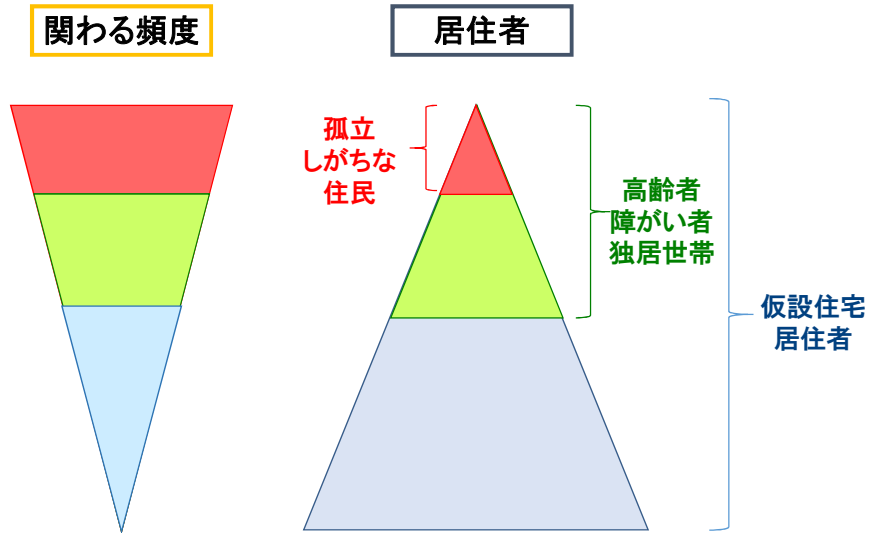 関わる頻度
居住者
孤立
しがちな
住民
高齢者
障がい者
独居世帯
仮設住宅
居住者